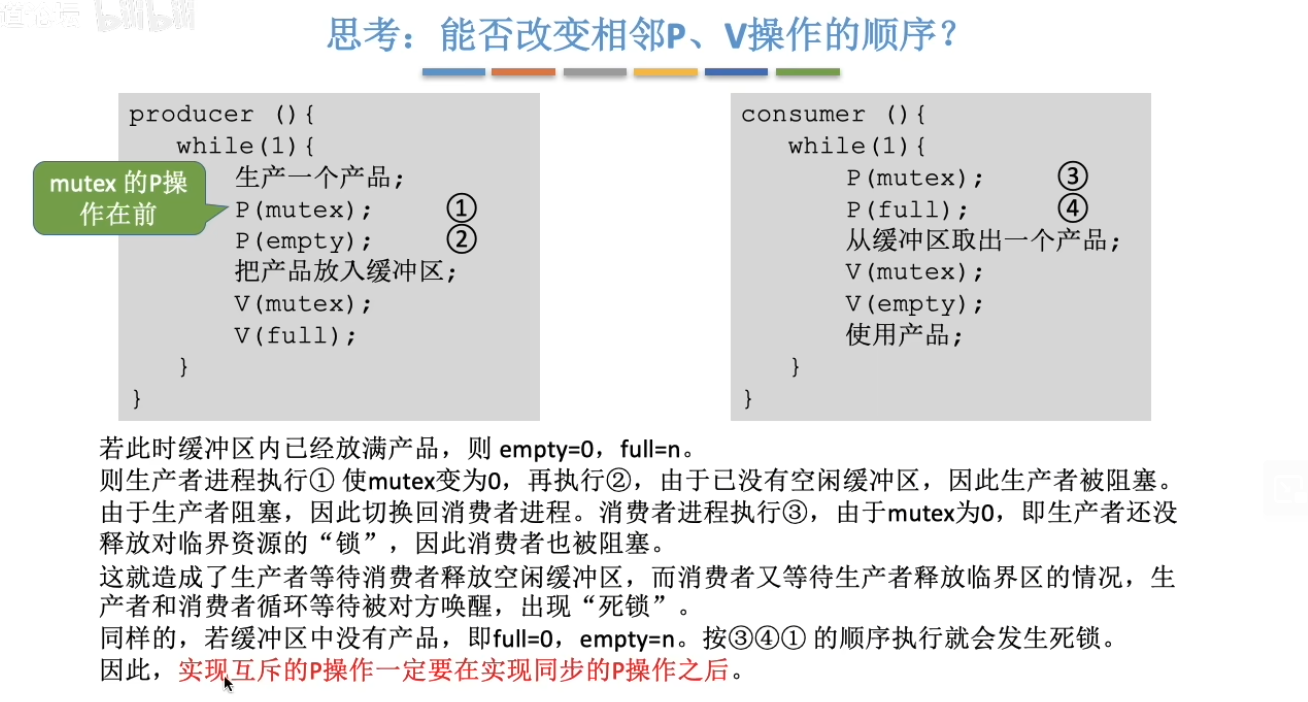 思考：能否改变相邻P、V操作的顺序？
producer (){
while(1){
生产一个产品;
P(mutex); ①
P(empty); ②
把产品放入缓冲区;
V(mutex);
V(full);
}
}
mutex 的P操
作在前
consumer (){
while(1){
P(mutex); ③
P(full); ④
从缓冲区取出一个产品;
V(mutex);
V(empty);
使用产品;
}
}
若此时缓冲区内已经放满产品，则 empty=0，full=n。
则生产者进程执行① 使mutex变为0，再执行②，由于已没有空闲缓冲区，因此生产者被阻塞。
由于生产者阻塞，因此切换回消费者进程。消费者进程执行③，由于mutex为0，即生产者还没
释放对临界资源的“锁”，因此消费者也被阻塞。
这就造成了生产者等待消费者释放空闲缓冲区，而消费者又等待生产者释放临界区的情况，生
产者和消费者循环等待被对方唤醒，出现“死锁”。
同样的，若缓冲区中没有产品，即full=0，empty=n。按③④① 的顺序执行就会发生死锁。
因此，实现互斥的P操作一定要在实现同步的P操作之后。